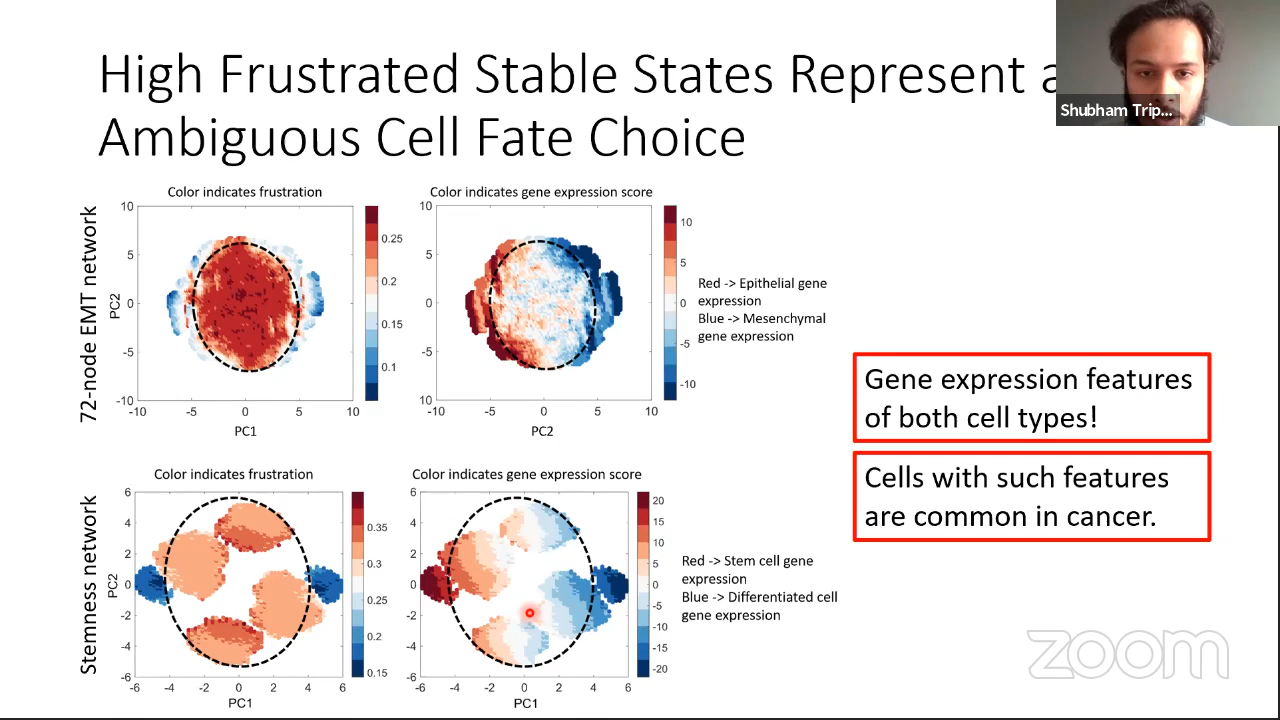 High Frustrated Stable States Represent a
Ambiguous Cell Fate Choice
Shubham Trip...
72-node EMT network
Color indicates frustration
10
5
0
-5
-10
PC2
-10
-5
0
5
10
PC1
0.25
0.2
0.15
0.1
Color indicates gene expression score
10
5
0
-5
-10
-10
-5
0
5
10
PC2
10
5
0
-5
-10
Red -> Epithelial gene
expression
Blue -> Mesenchymal
gene expression
Gene expression features
of both cell types!
Cells with such features
are common in cancer.
Stemness network
Color indicates frustration
6
4
2
0
-2
-4
-6
PC2
-6
-4
-2
0
2
4
6
PC1
0.35
0.3
0.25
0.2
0.15
Color indicates gene expression score
6
4
2
0
-2
-4
-6
-6
-4
-2
0
2
4
6
PC1
20
15
10
5
0
-5
-10
-15
-20
Red -> Stem cell gene
expression
Blue -> Differentiated cell
gene expression
zoom